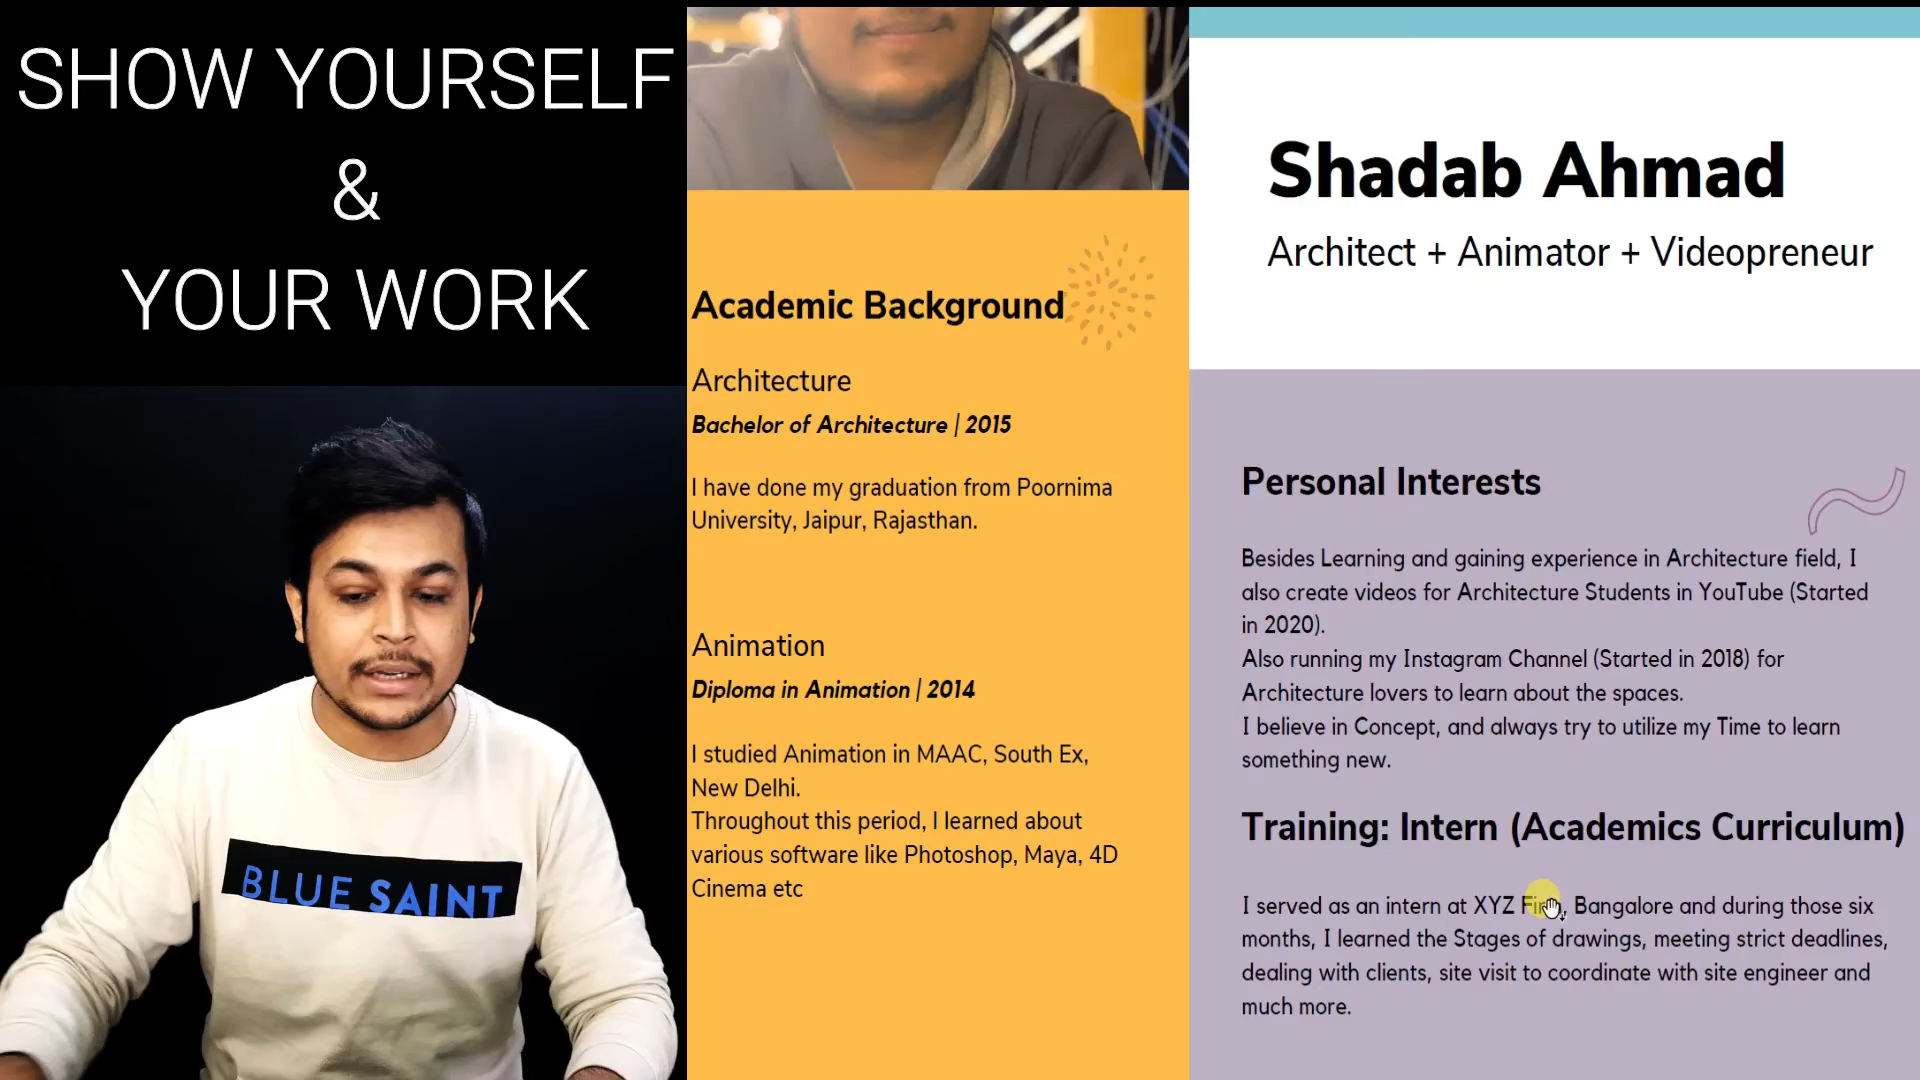 SHOW YOURSELF
&
YOUR WORK
BLUE SAINT
Academic Background
Architecture
Bachelor of Architecture | 2015
I have done my graduation from Poornima
University, Jaipur, Rajasthan.
Animation
Diploma in Animation | 2014
I studied Animation in MAAC, South Ex,
New Delhi.
Throughout this period, I learned about
various software like Photoshop, Maya, 4D
Cinema etc
Shadab Ahmad
Architect + Animator + Videopreneur
Personal Interests
Besides Learning and gaining experience in Architecture field, I
also create videos for Architecture Students in YouTube (Started
in 2020).
Also running my Instagram Channel (Started in 2018) for
Architecture lovers to learn about the spaces.
I believe in Concept, and always try to utilize my Time to learn
something new.
Training: Intern (Academics Curriculum)
I served as an intern at XYZ Firm, Bangalore and during those six
months, I learned the Stages of drawings, meeting strict deadlines,
dealing with clients, site visit to coordinate with site engineer and
much more.